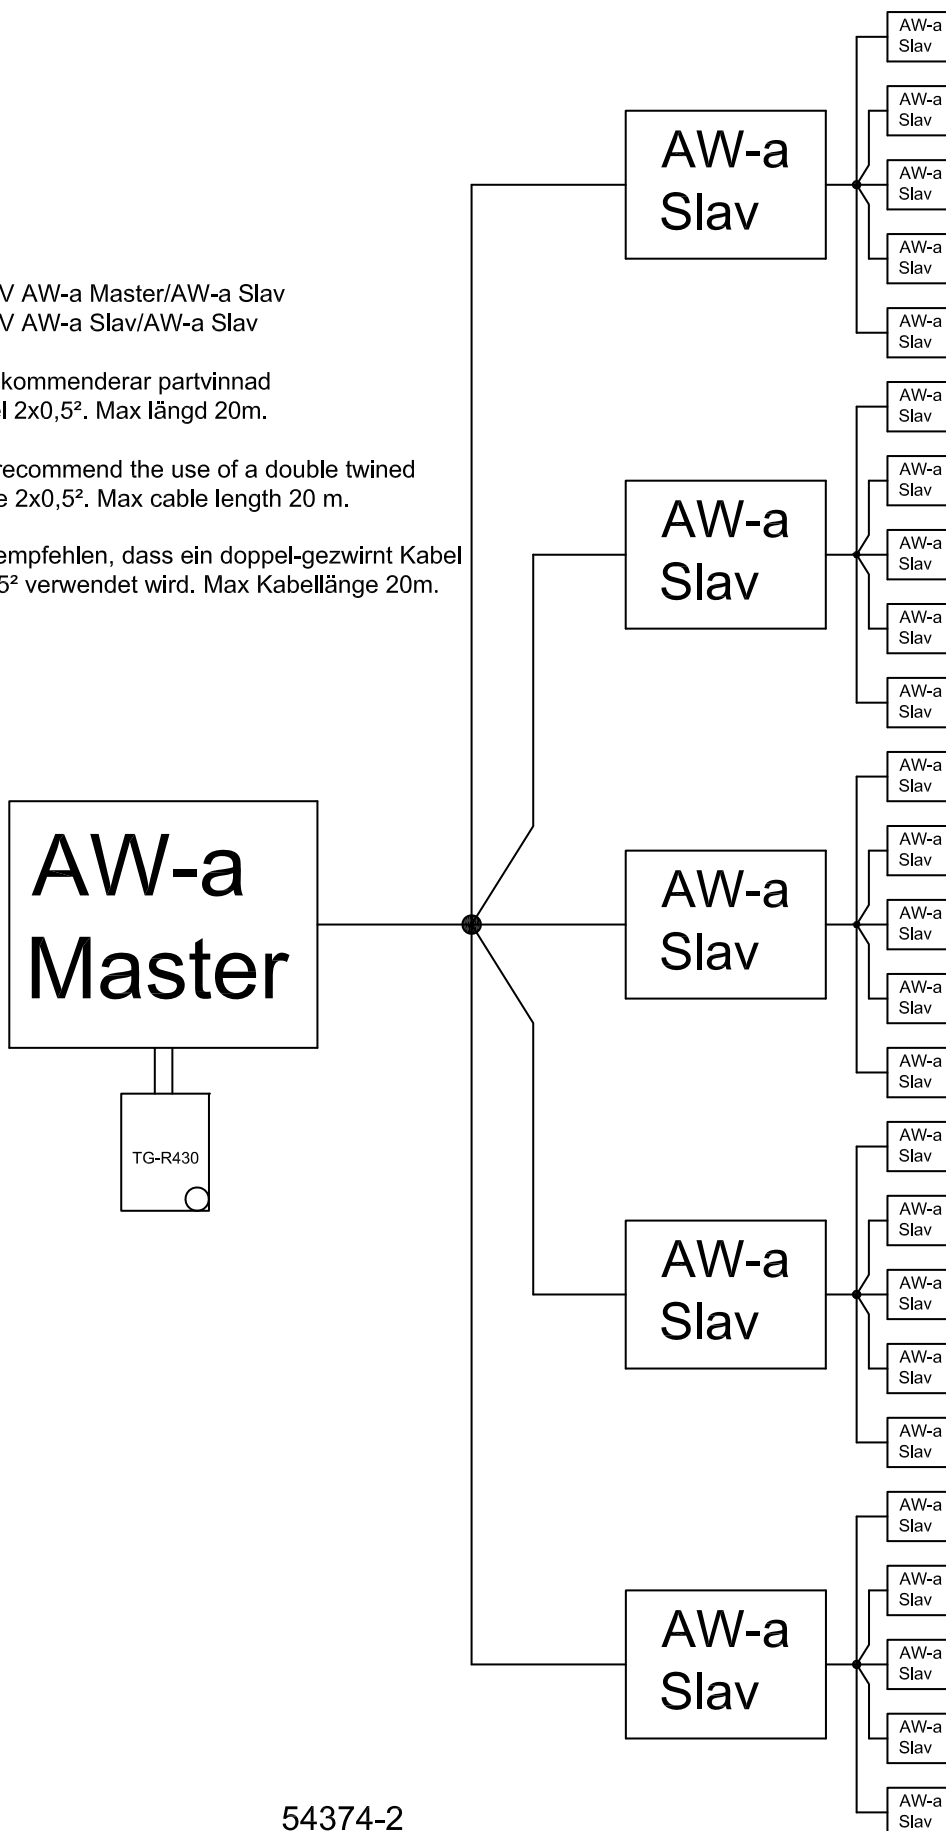 V AW-a Master/AW-a Slav
V AW-a Slav/AW-a Slav
kommenderar partvinnad
el 2x0,5². Max längd 20m.
recommend the use of a double twined
e 2x0,5². Max cable length 20 m.
empfehlen, dass ein doppel-gezwirnt Kabel
5² verwendet wird. Max Kabellänge 20m.
AW-a
Master
TG-R430
AW-a
Slav
AW-a
Slav
AW-a
Slav
AW-a
Slav
AW-a
Slav
AW-a
Slav
AW-a
Slav
AW-a
Slav
AW-a
Slav
AW-a
Slav
AW-a
Slav
AW-a
Slav
AW-a
Slav
AW-a
Slav
AW-a
Slav
AW-a
Slav
AW-a
Slav
AW-a
Slav
AW-a
Slav
AW-a
Slav
AW-a
Slav
AW-a
Slav
AW-a
Slav
AW-a
Slav
AW-a
Slav
AW-a
Slav
AW-a
Slav
AW-a
Slav
AW-a
Slav
AW-a
Slav
54374-2